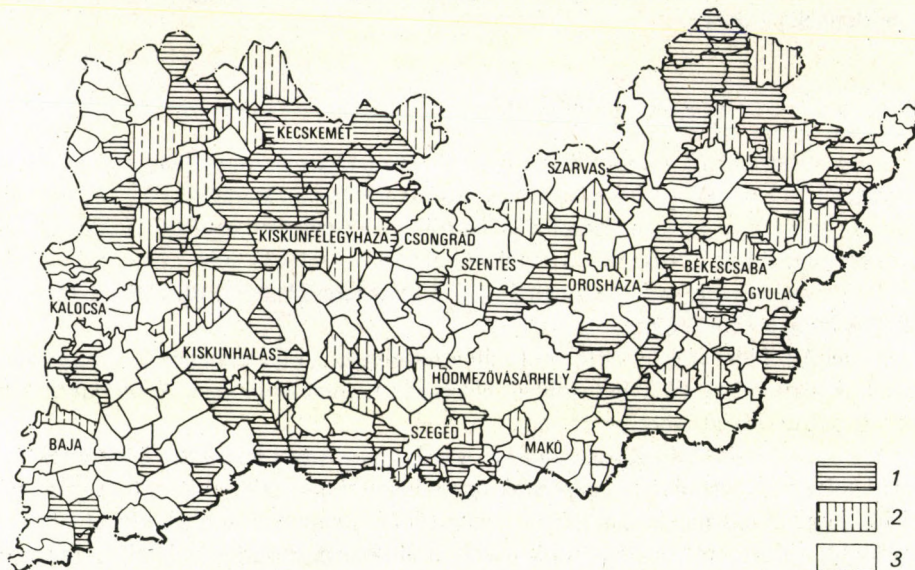 KECSKEMÉT
SZARVAS
KISKUNFÉLEGYHÁZA
CSONGRÁD
SZENTES
BÉKÉSCSABA
OROSHÁZA
GYULA
KALOCSA
KISKUNHALAS
HÓDMEZŐVÁSÁRHELY
SZEGED
BAJA
MAKÓ
1
2
3